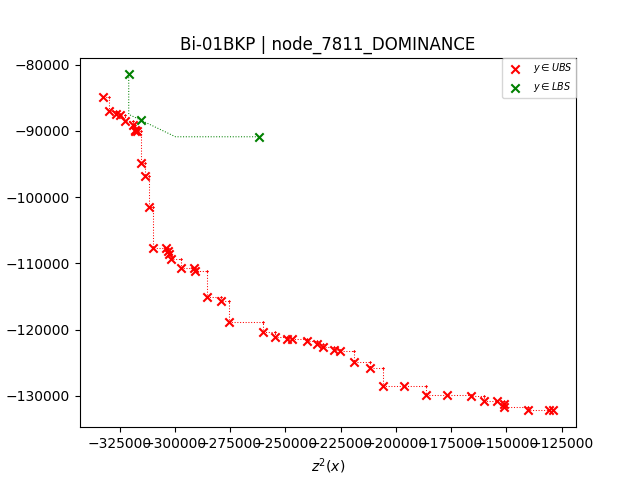 Bi-01BKP | node_7811_DOMINANCE
y ∈ UBS
y ∈ LBS
−80000
−90000
−100000
−110000
−120000
−130000
−325000 −300000 −275000 −250000 −225000 −200000 −175000 −150000 −125000
z²(x)